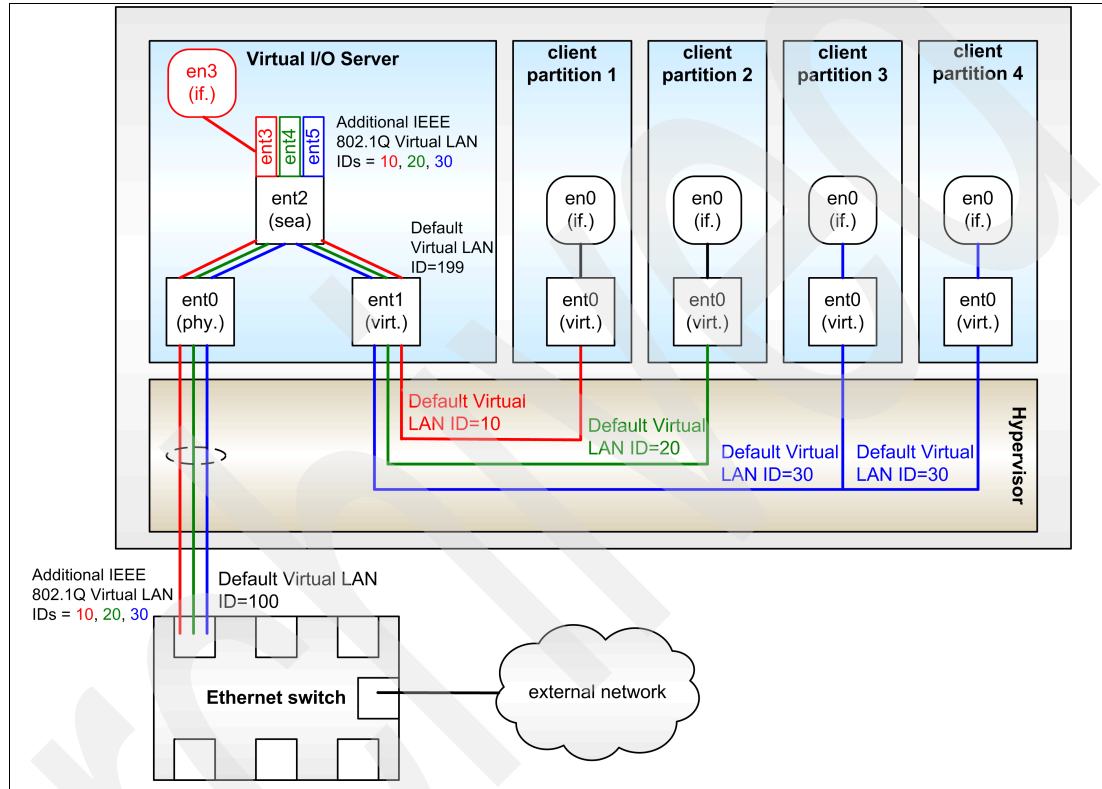 Virtual I/O Server
en3
(if.)
ent3
ent4
ent5
Additional IEEE
802.1Q Virtual LAN
IDs = 10, 20, 30
ent2
(sea)
Default
Virtual LAN
ID=199
ent0
(phy.)
ent1
(virt.)
client
partition 1
en0
(if.)
ent0
(virt.)
client
partition 2
en0
(if.)
ent0
(virt.)
client
partition 3
en0
(if.)
ent0
(virt.)
client
partition 4
en0
(if.)
ent0
(virt.)
Default Virtual
LAN ID=10
Default Virtual
LAN ID=20
Default Virtual
LAN ID=30
Default Virtual
LAN ID=30
Hypervisor
Additional IEEE
802.1Q Virtual LAN
IDs = 10, 20, 30
Default Virtual LAN
ID=100
Ethernet switch
external network